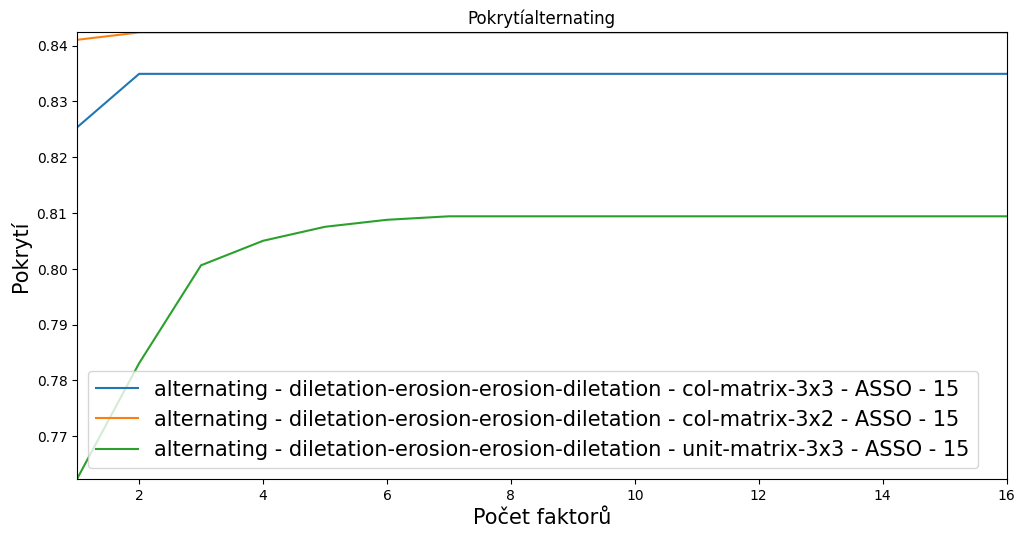 Pokrytíalternating
0.84
0.83
0.82
0.81
0.80
0.79
0.78
0.77
Pokrytí
alternating - diletation-erosion-erosion-diletation - col-matrix-3x3 - ASSO - 15
alternating - diletation-erosion-erosion-diletation - col-matrix-3x2 - ASSO - 15
alternating - diletation-erosion-erosion-diletation - unit-matrix-3x3 - ASSO - 15
2 4 6 8 10 12 14 16
Počet faktorů